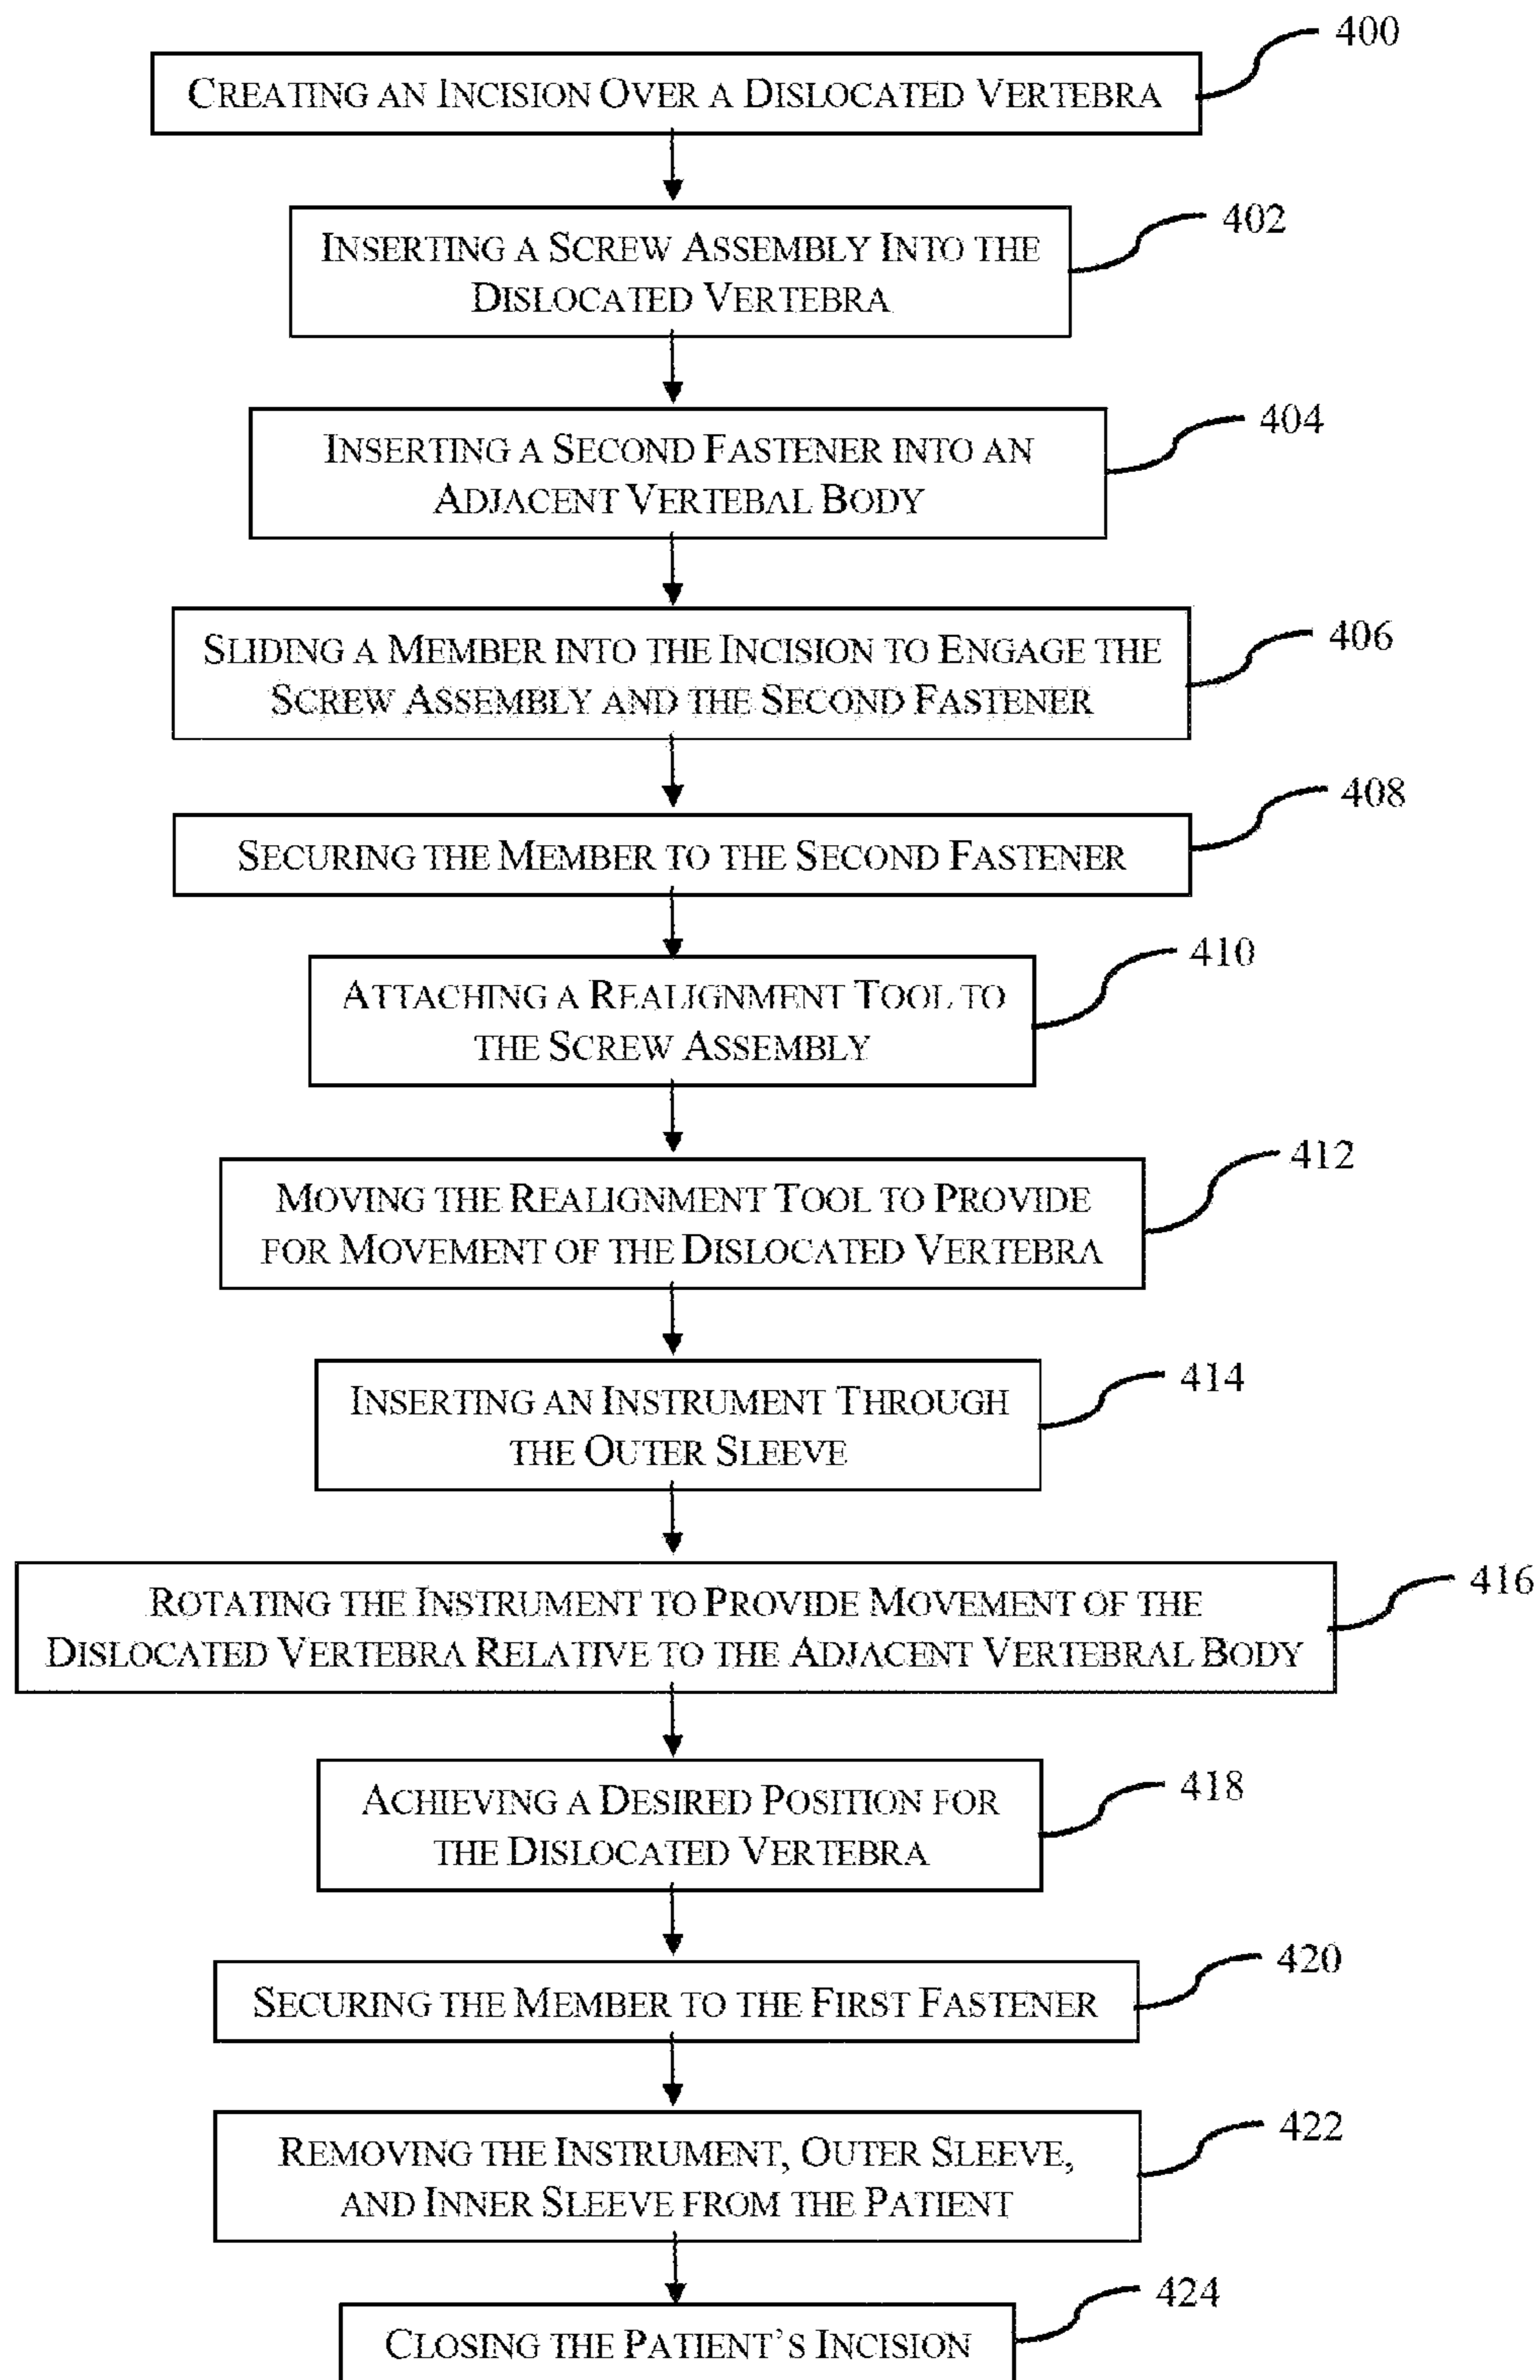 400
CREATING AN INCISION OVER A DISLOCATED VERTEBRA
402
INSERTING A SCREW ASSEMBLY INTO THE
DISLOCATED VERTEBRA
404
INSERTING A SECOND FASTENER INTO AN
ADJACENT VERTEBAL BODY
406
SLIDING A MEMBER INTO THE INCISION TO ENGAGE THE
SCREW ASSEMBLY AND THE SECOND FASTENER
408
SECURING THE MEMBER TO THE SECOND FASTENER
410
ATTACHING A REALIGNMENT TOOL TO
THE SCREW ASSEMBLY
412
MOVING THE REALIGNMENT TOOL TO PROVIDE
FOR MOVEMENT OF THE DISLOCATED VERTEBRA
414
INSERTING AN INSTRUMENT THROUGH
THE OUTER SLEEVE
416
ROTATING THE INSTRUMENT TO PROVIDE MOVEMENT OF THE
DISLOCATED VERTEBRA RELATIVE TO THE ADJACENT VERTEBRAL BODY
418
ACHIEVING A DESIRED POSITION FOR
THE DISLOCATED VERTEBRA
420
SECURING THE MEMBER TO THE FIRST FASTENER
422
REMOVING THE INSTRUMENT, OUTER SLEEVE,
AND INNER SLEEVE FROM THE PATIENT
424
CLOSING THE PATIENT'S INCISION